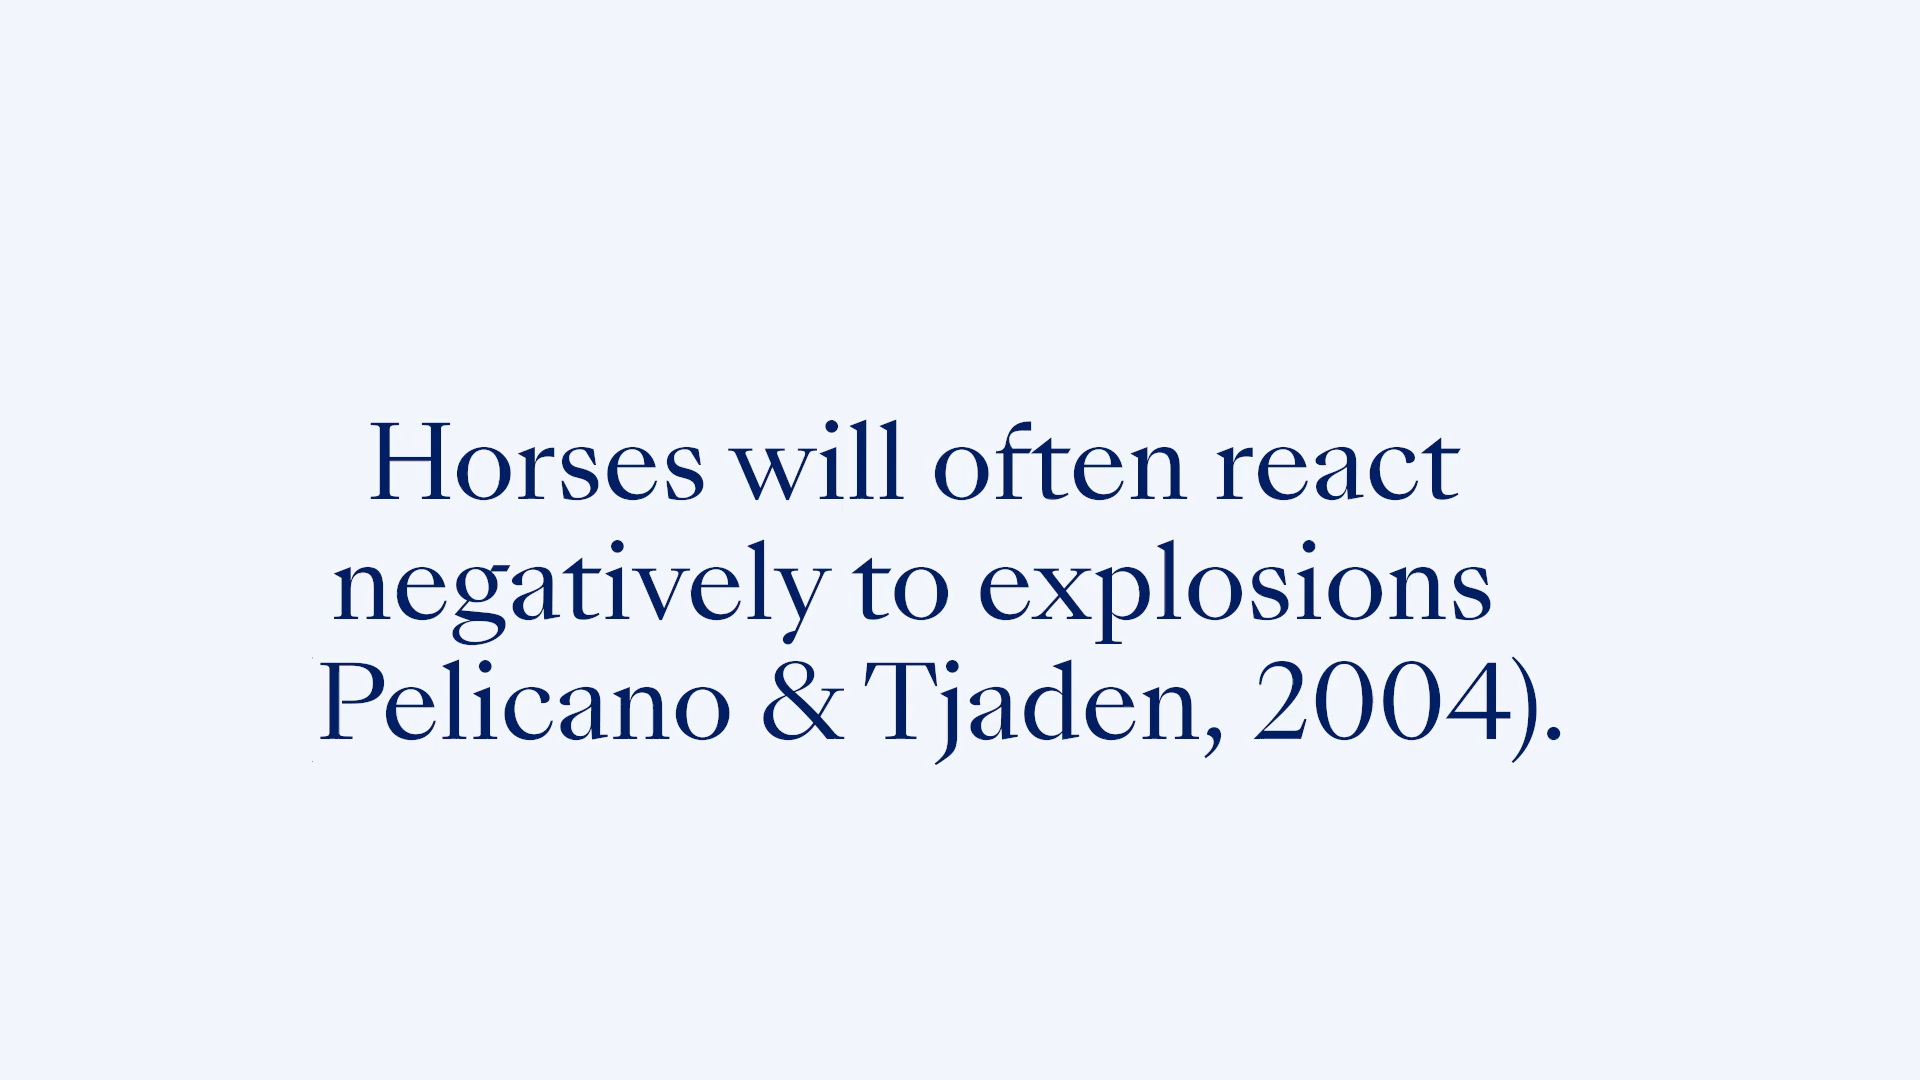 Horses will often react
negatively to explosions
Pelicano & Tjaden, 2004).